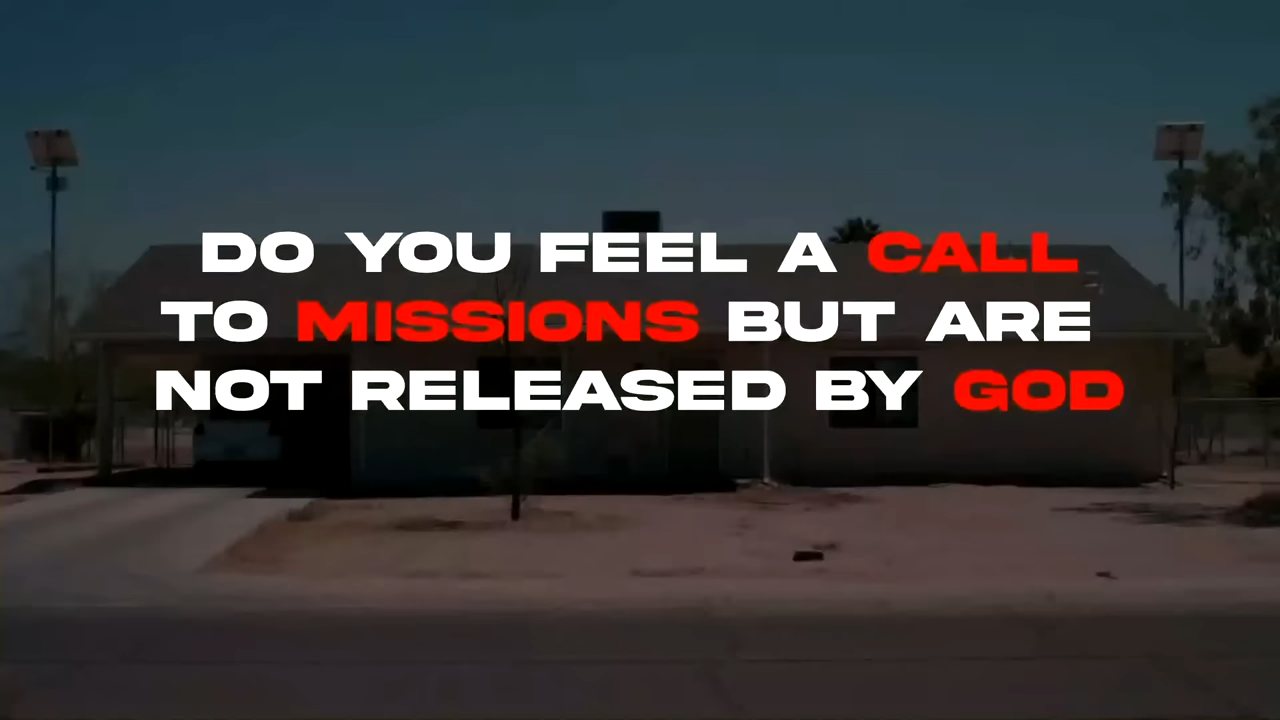 DO YOU FEEL A CALL
TO MISSIONS BUT ARE
NOT RELEASED BY GOD